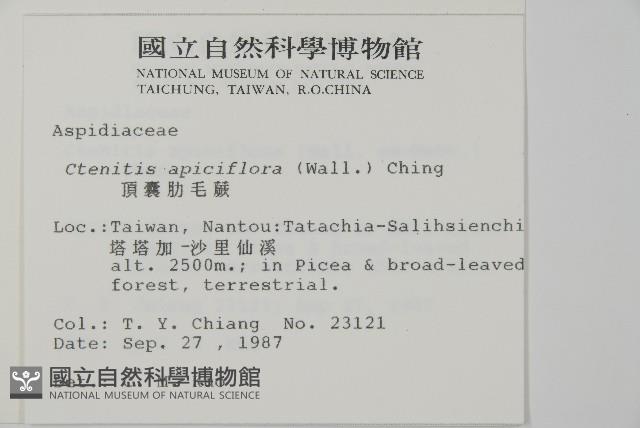 國立自然科學博物館
NATIONAL MUSEUM OF NATURAL SCIENCE
TAICHUNG, TAIWAN, R.O.CHINA
Aspidiaceae
Ctenitis apiciflora (Wall.) Ching
頂囊肋毛蕨
Loc.:Taiwan, Nantou:Tatachia-Salihsienchi
塔塔加-沙里仙溪
alt. 2500m.; in Picea & broad-leaved
forest, terrestrial.
Col.: T. Y. Chiang No. 23121
Date: Sep. 27 , 1987
國立自然科學博物館
NATIONAL MUSEUM OF NATURAL SCIENCE